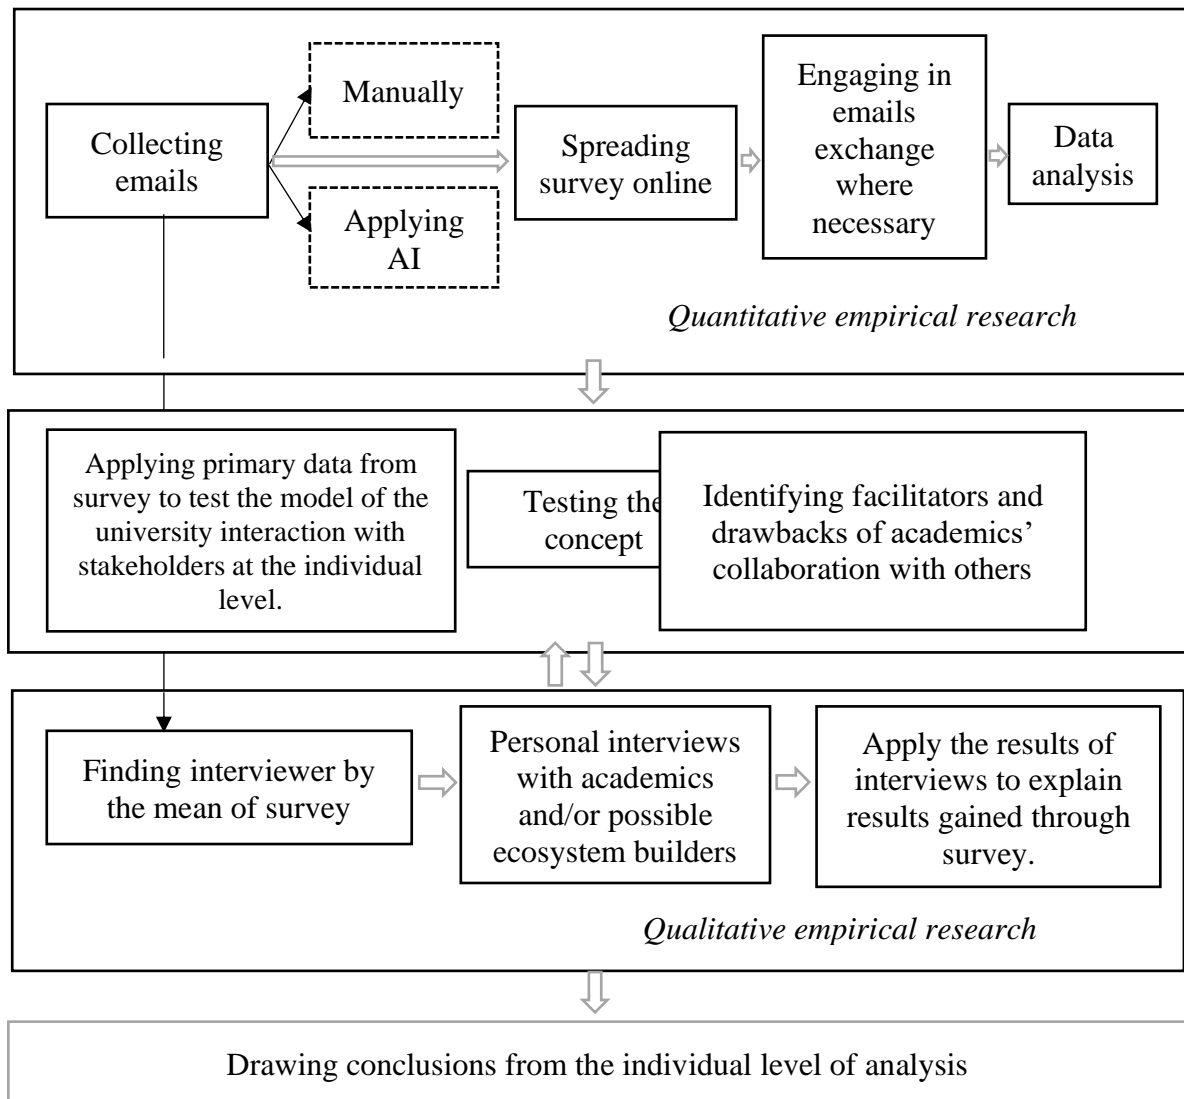 Collecting
emails
Manually
Applying
AI
Spreading
survey online
Engaging in
emails
exchange
where
necessary
Data
analysis
Quantitative empirical research
Applying primary data from
survey to test the model of the
university interaction with
stakeholders at the individual
level.
Testing the
concept
Identifying facilitators and
drawbacks of academics’
collaboration with others
Finding interviewer by
the mean of survey
Personal interviews
with academics
and/or possible
ecosystem builders
Apply the results of
interviews to explain
results gained through
survey.
Qualitative empirical research
Drawing conclusions from the individual level of analysis